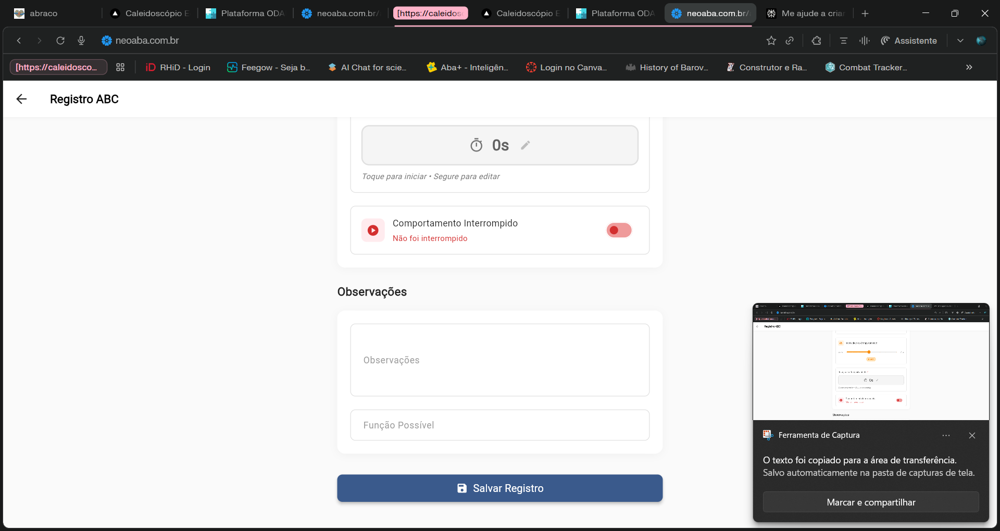 abraco
Caleidoscópio E
Plataforma ODA
neoaba.com.br/
[https://caleidos
Caleidoscópio E
Plataforma ODA
neoaba.com.br/
Me ajude a criar
neoaba.com.br
Assistente
[https://caleidosco...
RHiD - Login
Feegow - Seja b...
AI Chat for scie...
Aba+ - Inteligên...
Login no Canva...
History of Barov...
Construtor e Ra...
Combat Tracker...
Registro ABC
0s
Toque para iniciar • Segure para editar
Comportamento Interrompido
Não foi interrompido
Observações
Observações
Função Possível
Salvar Registro
Registro ABC
Intensidade do Comportamento
0s
Observações
Ferramenta de Captura
O texto foi copiado para a área de transferência.
Salvo automaticamente na pasta de capturas de tela.
Marcar e compartilhar